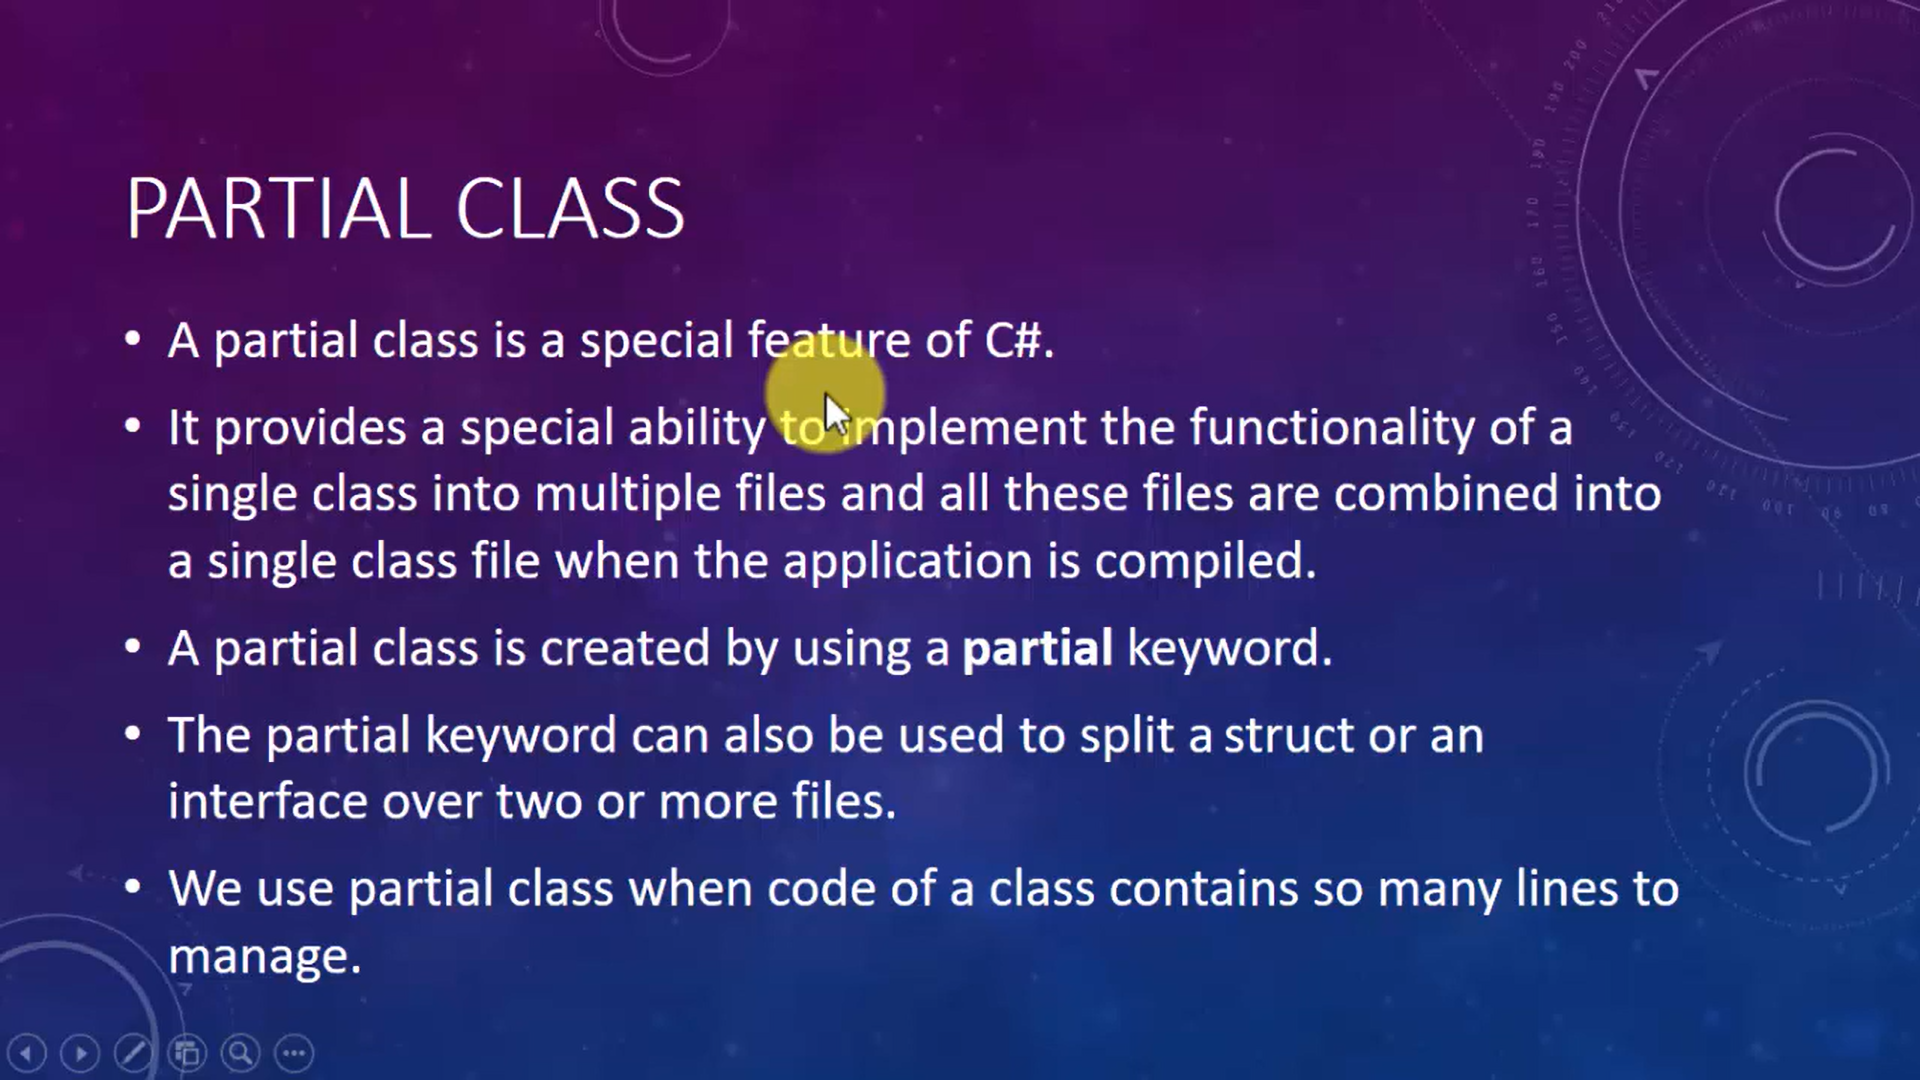 PARTIAL CLASS
• A partial class is a special feature of C#.
• It provides a special ability to implement the functionality of a
single class into multiple files and all these files are combined into
a single class file when the application is compiled.
• A partial class is created by using a partial keyword.
• The partial keyword can also be used to split a struct or an
interface over two or more files.
• We use partial class when code of a class contains so many lines to
manage.